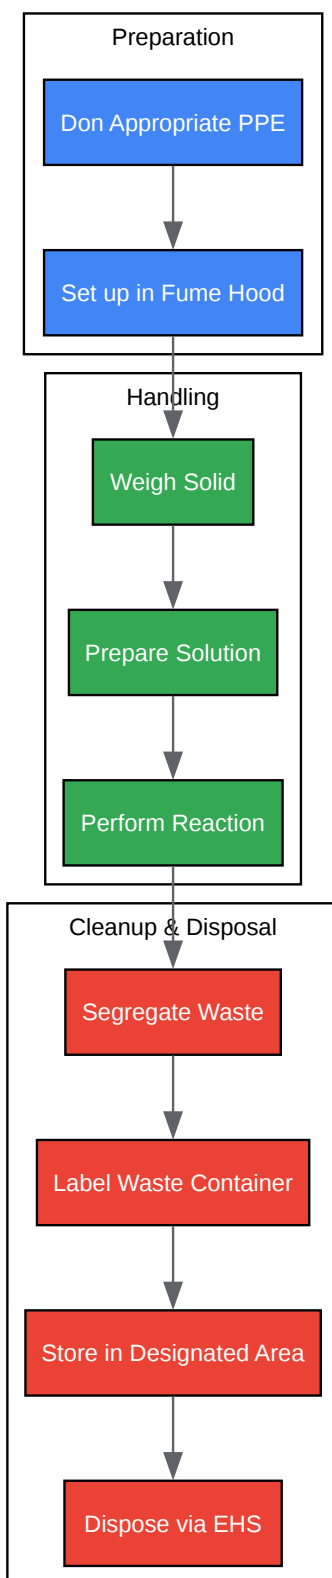 Preparation
Don Appropriate PPE
Set up in Fume Hood
Handling
Weigh Solid
Prepare Solution
Perform Reaction
Cleanup & Disposal
Segregate Waste
Label Waste Container
Store in Designated Area
Dispose via EHS